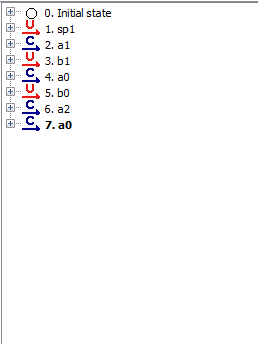 0. Initial state
U 1. sp1
C 2. a1
U 3. b1
C 4. a0
U 5. b0
C 6. a2
C 7. a0